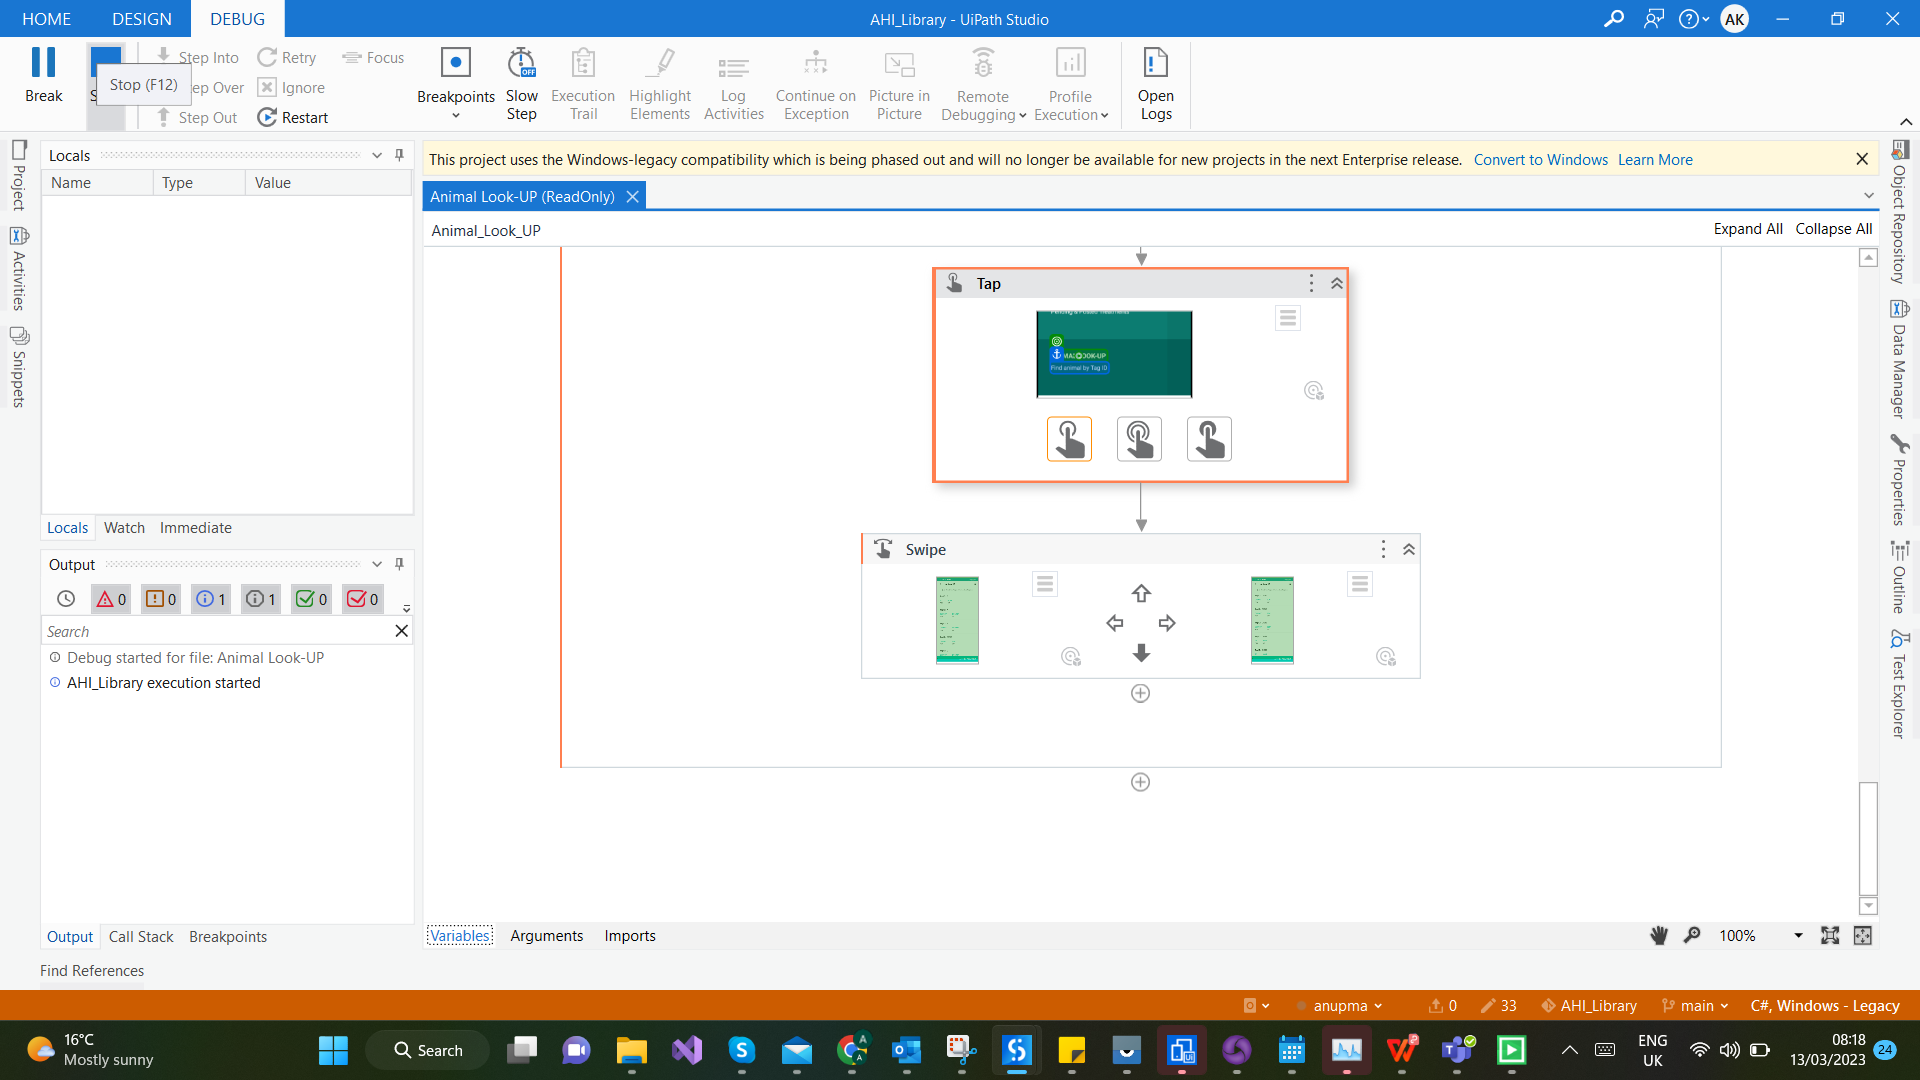 HOME DESIGN DEBUG
AHI_Library - UiPath Studio
AK
Break
Stop (F12)
Step Into
Step Out
Retry
Ignore
Restart
Focus
Breakpoints
Slow Step
OFF
Execution Trail
Highlight Elements
Log Activities
Continue on Exception
Picture in Picture
Remote Debugging
Profile Execution
Open Logs
Project
Activities
Snippets
Locals
Name Type Value
Locals Watch Immediate
Output
0 0 1 1 0 0
Search
Debug started for file: Animal Look-UP
AHI_Library execution started
Output Call Stack Breakpoints
Find References
This project uses the Windows-legacy compatibility which is being phased out and will no longer be available for new projects in the next Enterprise release. Convert to Windows Learn More
Animal Look-UP (ReadOnly)
Animal_Look_UP
Expand All Collapse All
Tap
Find animal by Tag ID
Swipe
Variables Arguments Imports
100%
Object Repository
Data Manager
Properties
Outline
Test Explorer
anupma 0 33 AHI_Library main C#, Windows - Legacy
16°C
Mostly sunny
Search
ENG
UK
08:18
13/03/2023
24